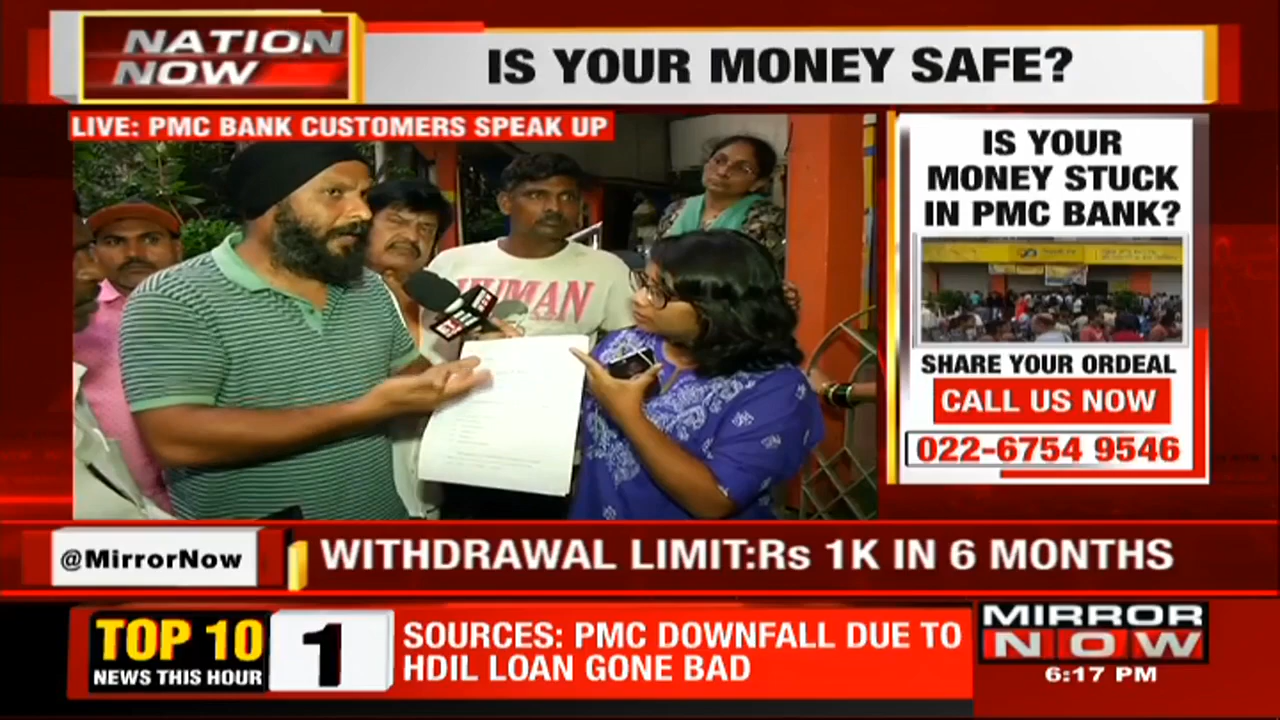 NATION
NOW
IS YOUR MONEY SAFE?
LIVE: PMC BANK CUSTOMERS SPEAK UP
HUMAN
IS YOUR
MONEY STUCK
IN PMC BANK?
SHARE YOUR ORDEAL
CALL US NOW
022-6754 9546
@MirrorNow
WITHDRAWAL LIMIT:Rs 1K IN 6 MONTHS
TOP 10
NEWS THIS HOUR
1
SOURCES: PMC DOWNFALL DUE TO
HDIL LOAN GONE BAD
MIRROR
NOW
6:17 PM